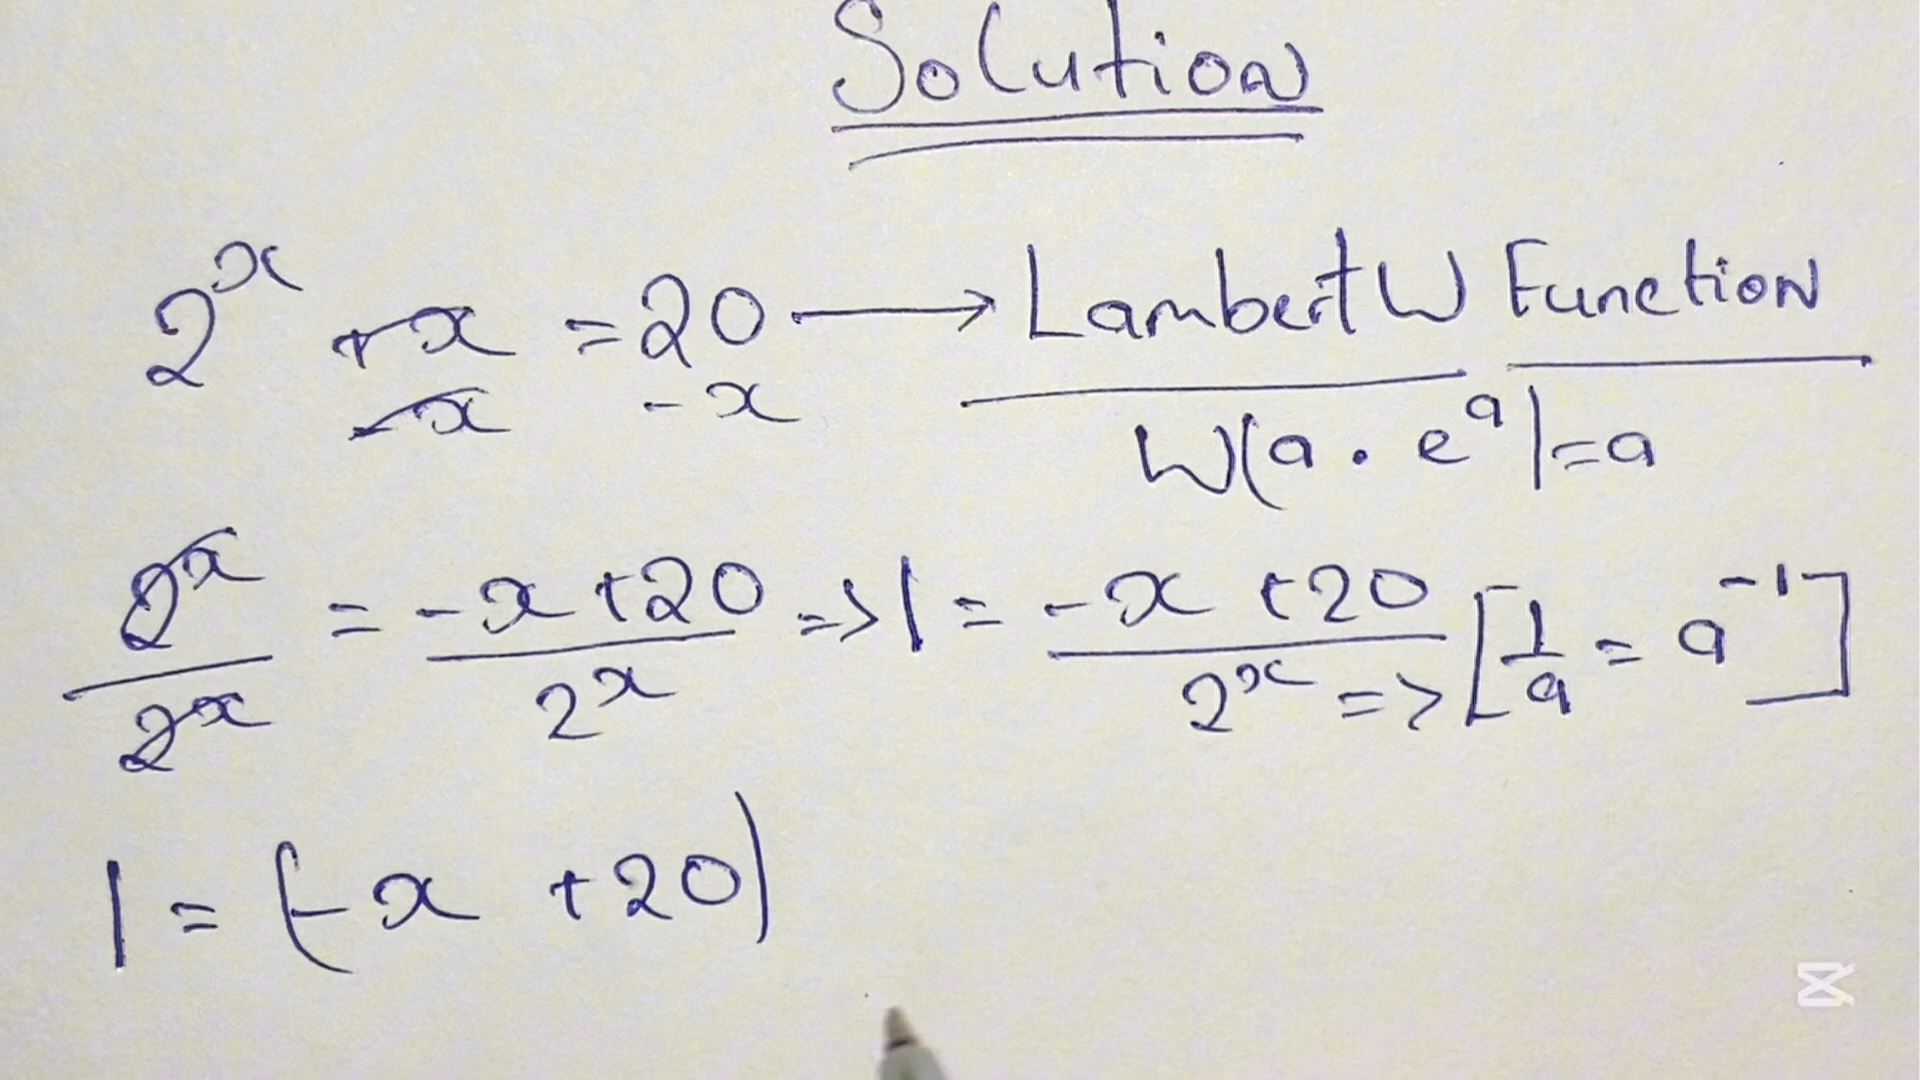 Solution
2^x + x = 20 → Lambert W Function
- x - x
W(a · e^a) = a
2^x/2^x = (-x + 20)/2^x => 1 = (-x + 20)/2^x => [1/a = a^-1]
1 = (-x + 20)